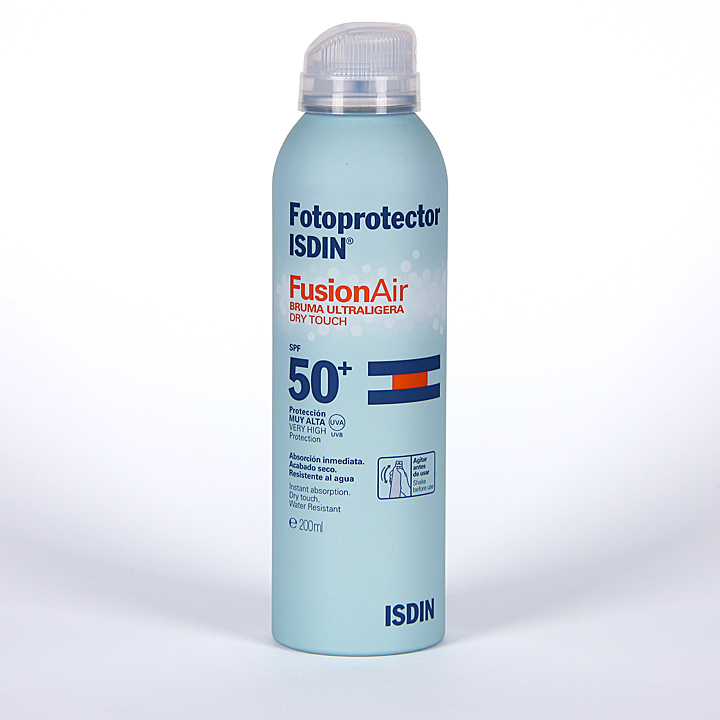 Fotoprotector
ISDIN®
FusionAir
BRUMA ULTRALIGERA
DRY TOUCH
SPF
50+
Protección
MUY ALTA
VERY HIGH
Protection
UVA
UVB
Absorción inmediata.
Acabado seco.
Resistente al agua
Instant absorption.
Dry touch.
Water Resistant
Agitar
antes
de usar
Shake
before use
℮ 200ml
ISDIN